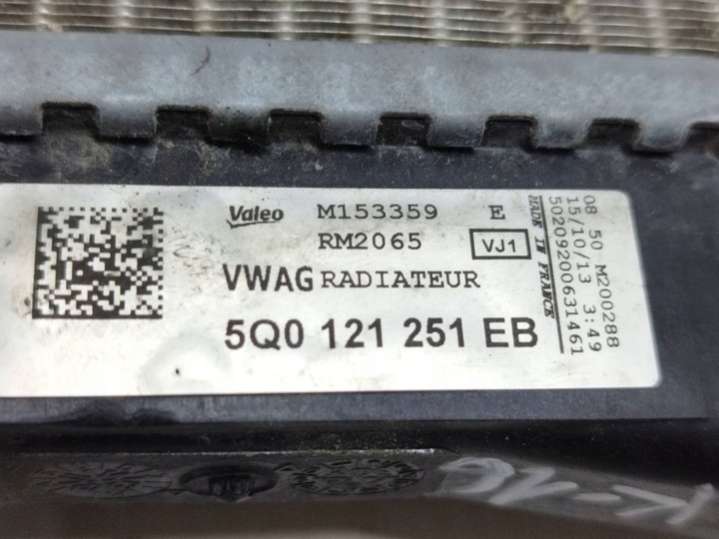 Valeo M153359 E
RM2065 VJ1
VWAG RADIATEUR
5Q0 121 251 EB
MADE IN FRANCE
50209200631461
15/10/13 3:49
08 50 M200288